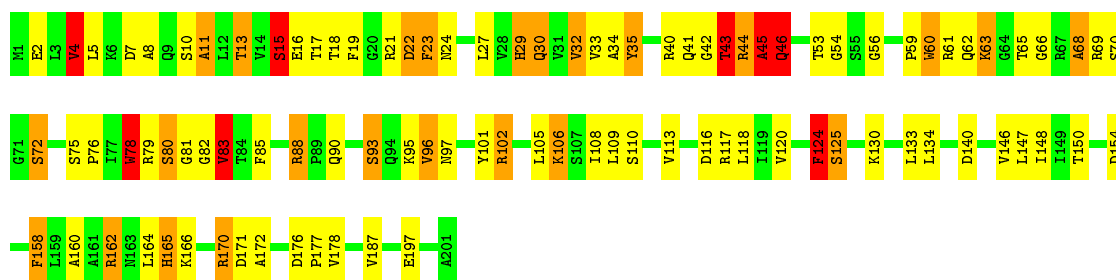 M1 E2 L3 V4 L5 K6 D7 A8 Q9 S10 A11 L12 T13 V14 S15 E16 T17 T18 F19 G20 R21 D22 F23 N24 L27 V28 H29 Q30 V31 V32 V33 A34 Y35 R40 Q41 G42 T43 R44 A45 Q46 T53 G54 S55 G56 P59 W60 R61 Q62 K63 G64 T65 G66 R67 A68 R69 S70
G71 S72 S75 P76 I77 W78 R79 S80 G81 G82 V83 T84 F85 R88 P89 Q90 S93 Q94 K95 V96 N97 Y101 R102 L105 K106 S107 I108 L109 S110 V113 D116 R117 L118 I119 V120 F124 S125 K130 L133 L134 D140 V146 L147 I148 I149 T150 D154
F158 L159 A160 A161 R162 N163 L164 H165 K166 R170 D171 A172 D176 P177 V178 V187 E197 A201